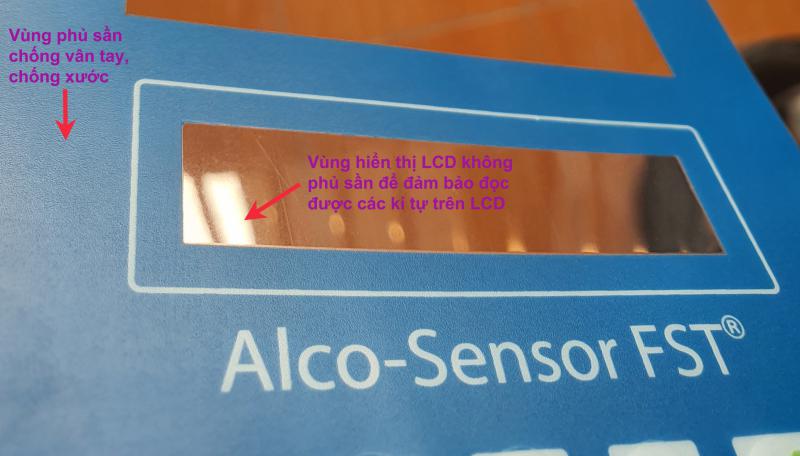 Vùng phủ sần
chống vân tay,
chống xước
Vùng hiển thị LCD không
phủ sần để đảm bảo đọc
được các kí tự trên LCD
Alco-Sensor FST®